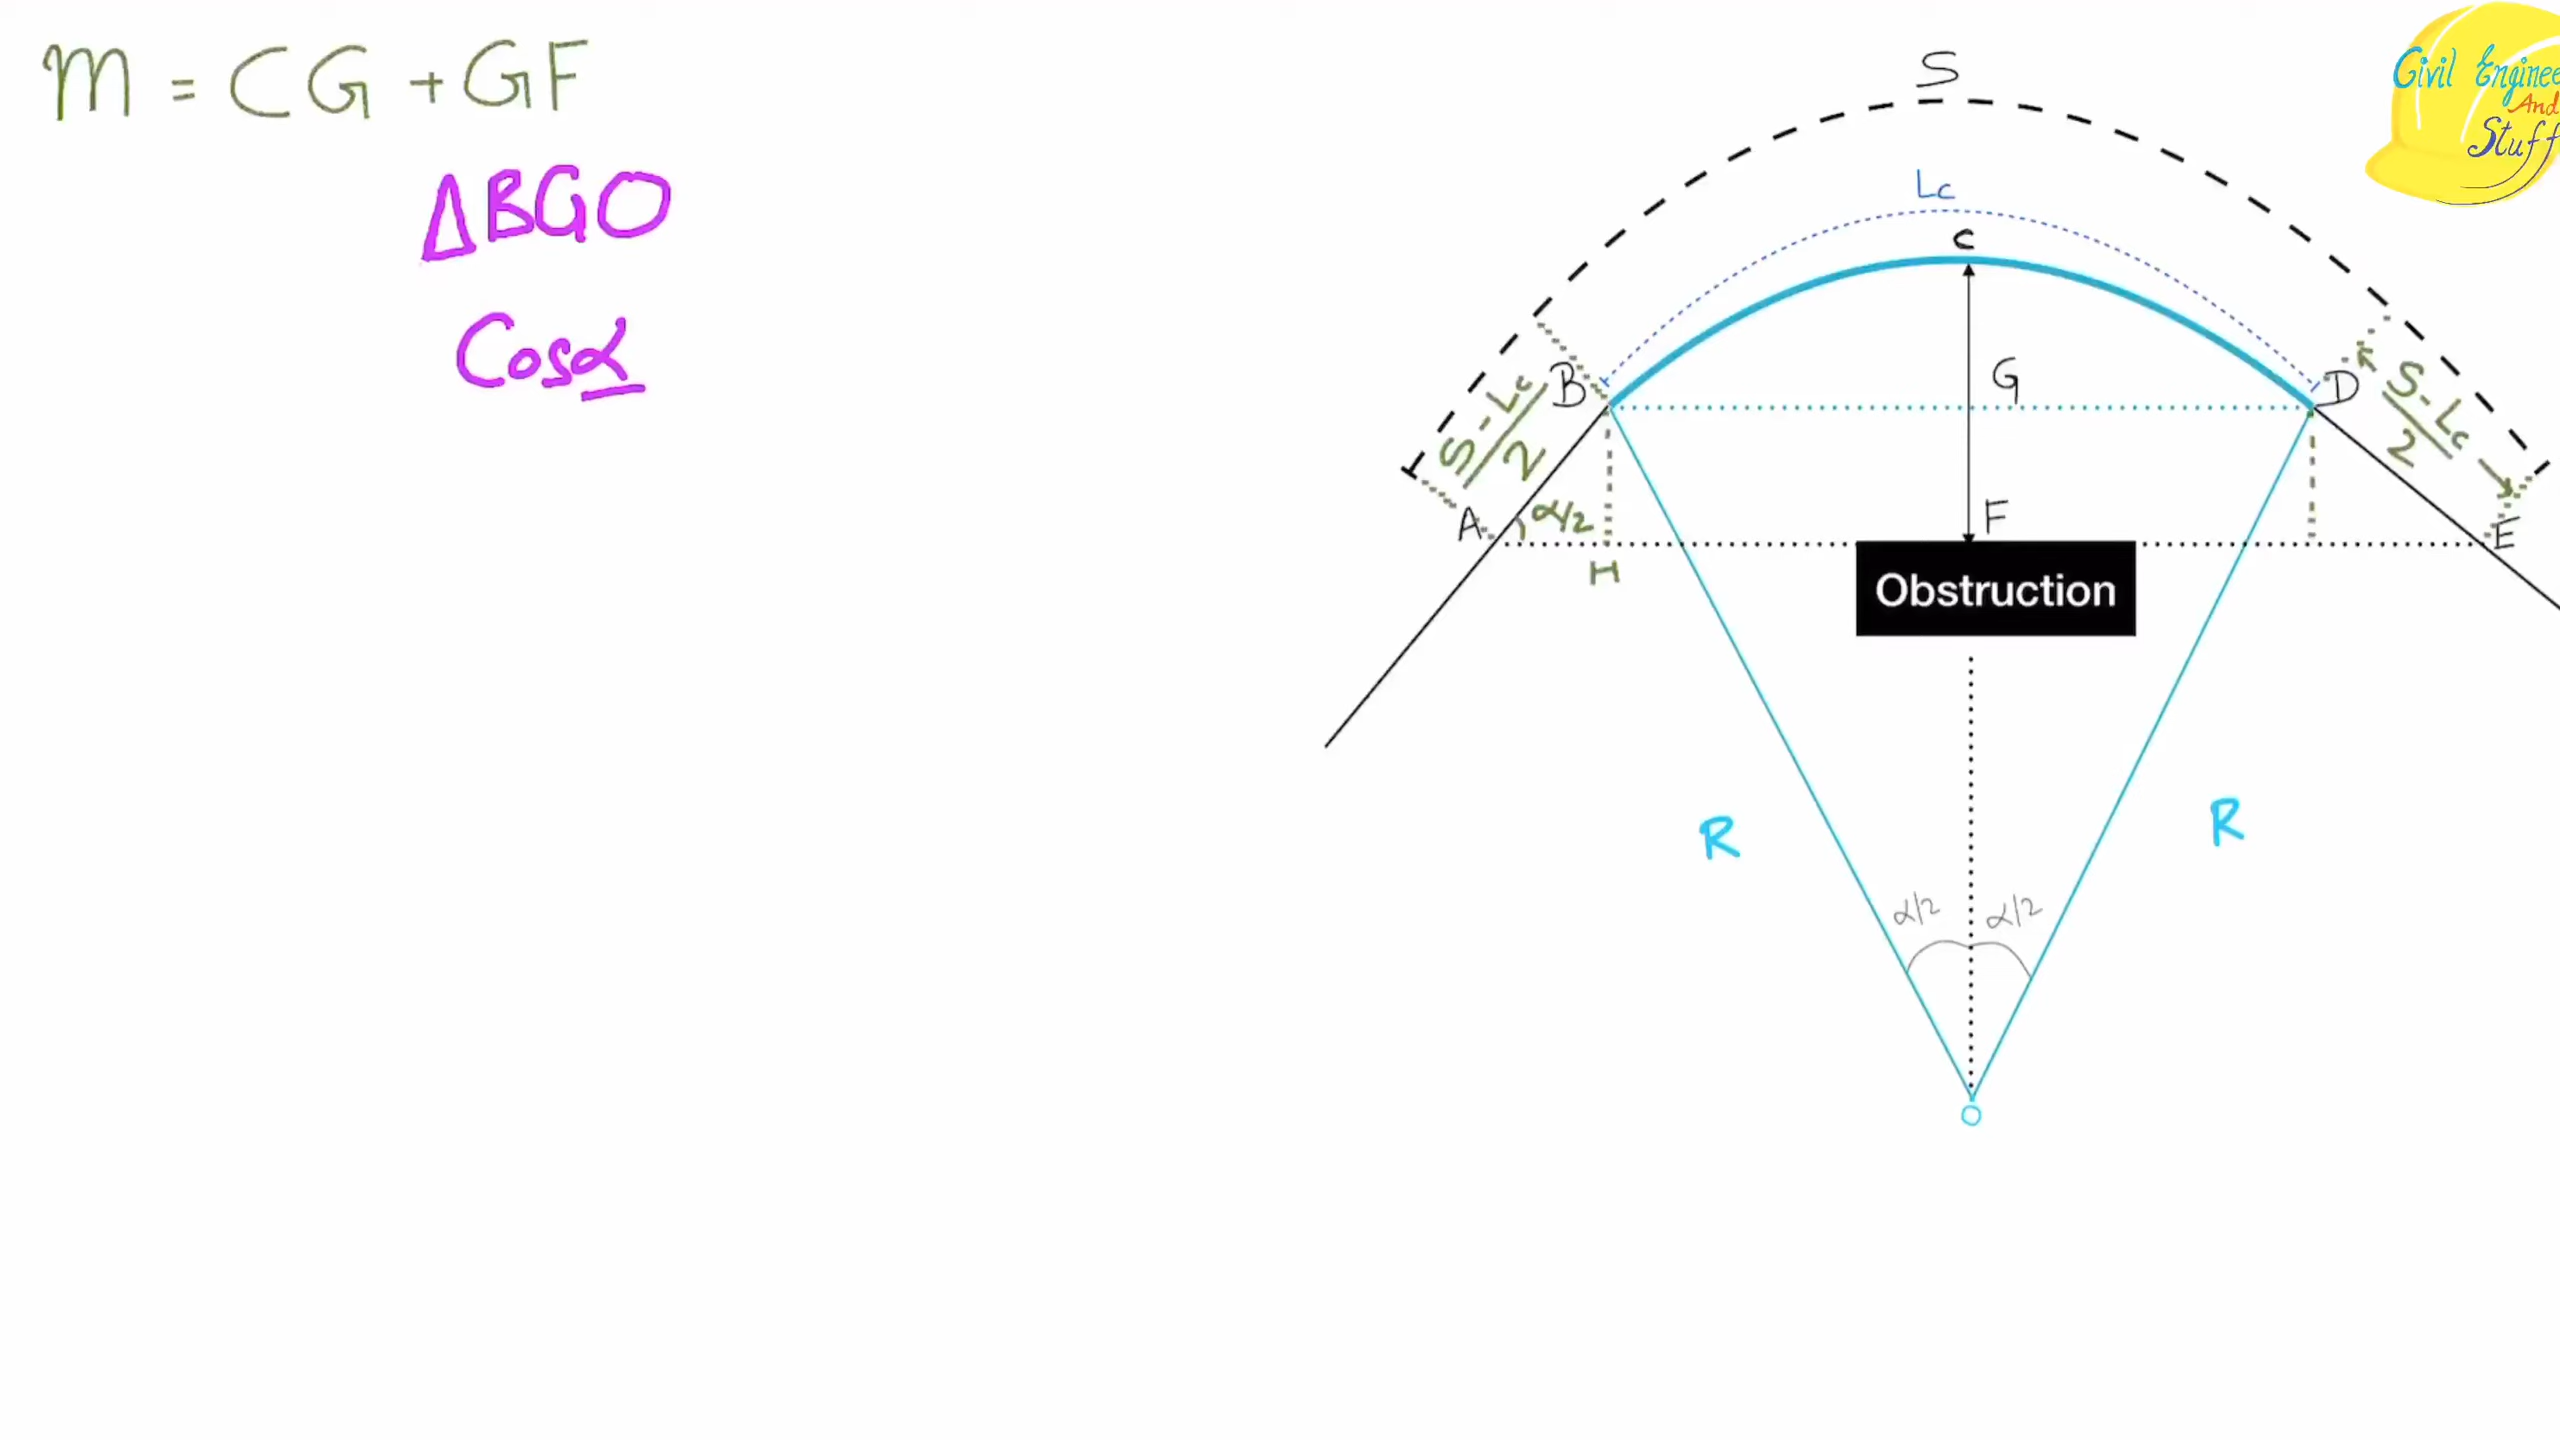 m = CG + GF
ΔBGO
Cosα
Civil Enginee
And
Stuff
S
Lc
C
B
D
G
S-Lc/2
S-Lc/2
A
α/2
F
E
H
Obstruction
R
R
α/2
α/2
O